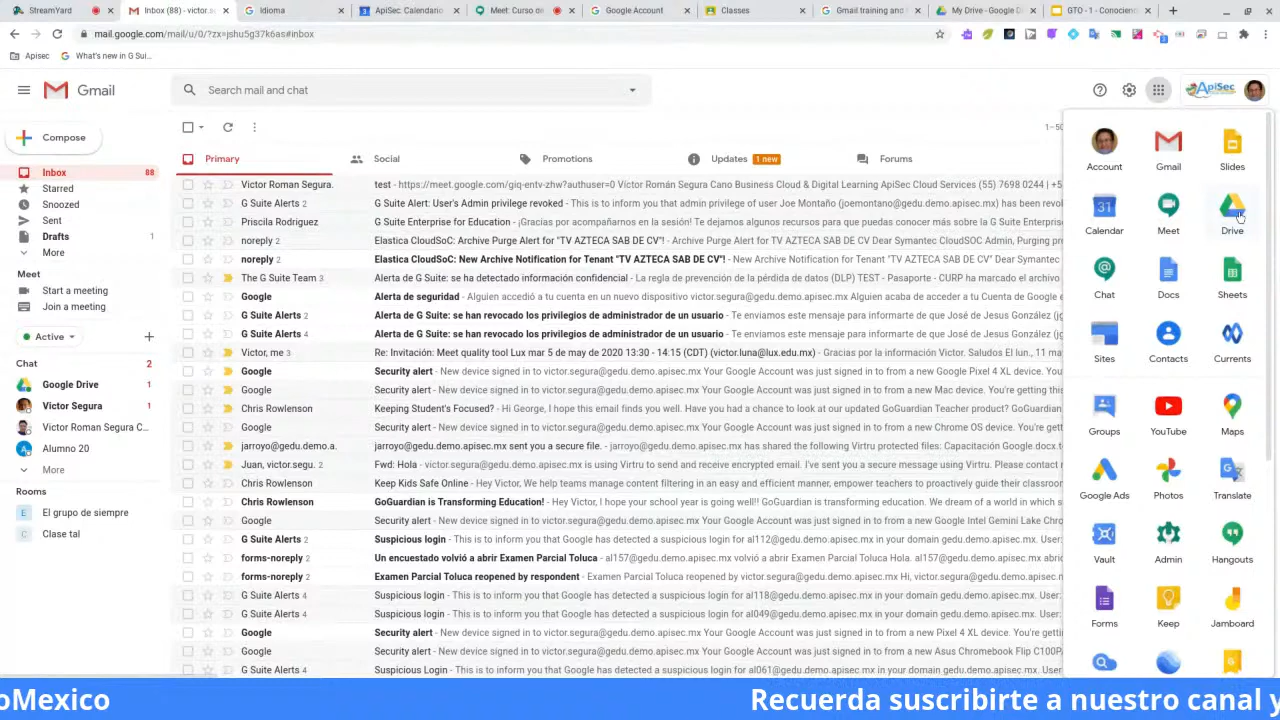 StreamYard
Inbox (88) - victor.s
Idioma
ApiSec. Calendario
Meet: Curso de
Google Account
Classes
Gmail training and
My Drive - Google D
GTO - 1 - Conocien
mail.google.com/mail/u/0/?zx=jshu5g37k6as#inbox
Apisec
What's new in G Sui...
Gmail
Search mail and chat
ApiSec
Compose
1–50
Primary
Social
Promotions
Updates
1 new
Forums
Inbox 88
Starred
Snoozed
Sent
Drafts 1
More
Meet
Start a meeting
Join a meeting
Active
Chat 2
Google Drive 1
Victor Segura 1
Victor Roman Segura C...
Alumno 20
More
Rooms
E El grupo de siempre
C Clase tal
Victor Roman Segura. test - https://meet.google.com/giq-entv-zhw?authuser=0 Víctor Román Segura Cano Business Cloud & Digital Learning ApiSec Cloud Services (55) 7698 0244 | +5
G Suite Alerts 2 G Suite Alert: User's Admin privilege revoked - This is to inform you that admin privilege of user Joe Montaño (joemontano@gedu.demo.apisec.mx) has been revo
Priscila Rodriguez G Suite Enterprise for Education - ¡Gracias por acompañarnos en la sesión! Te dejamos algunos recursos para que puedas conocer más sobre la G Suite Enterpris
noreply 2 Elastica CloudSoC: Archive Purge Alert for "TV AZTECA SAB DE CV"! - Archive Purge Alert for TV AZTECA SAB DE CV Dear Symantec CloudSOC Admin, Purging pr
noreply 2 Elastica CloudSoC: New Archive Notification for Tenant "TV AZTECA SAB DE CV"! - New Archive Notification for Tenant "TV AZTECA SAB DE CV" Dear Symantec
The G Suite Team 3 Alerta de G Suite: se ha detectado información confidencial - La regla de prevención de la pérdida de datos (DLP) TEST - Pasaporte - CURP ha marcado el archivo
Google Alerta de seguridad - Alguien accedió a tu cuenta en un nuevo dispositivo victor.segura@gedu.demo.apisec.mx Alguien acaba de acceder a tu Cuenta de Google
G Suite Alerts 2 Alerta de G Suite: se han revocado los privilegios de administrador de un usuario - Te enviamos este mensaje para informarte de que José de Jesus González (j
G Suite Alerts 4 Alerta de G Suite: se han revocado los privilegios de administrador de un usuario - Te enviamos este mensaje para informarte de que José de Jesus González (jg
Victor, me 3 Re: Invitación: Meet quality tool Lux mar 5 de may de 2020 13:30 - 14:15 (CDT) (victor.luna@lux.edu.mx) - Gracias por la información Victor. Saludos El lun., 11 ma
Google Security alert - New device signed in to victor.segura@gedu.demo.apisec.mx Your Google Account was just signed in to from a new Google Pixel 4 XL device. You're gettin
Google Security alert - New device signed in to victor.segura@gedu.demo.apisec.mx Your Google Account was just signed in to from a new Mac device. You're getting this
Chris Rowlenson Keeping Student's Focused? - Hi George, I hope this email finds you well. Have you had a chance to look at our updated GoGuardian Teacher product? GoGuardian
Google Security alert - New device signed in to victor.segura@gedu.demo.apisec.mx Your Google Account was just signed in to from a new Chrome OS device. You're getting
jarroyo@gedu.demo.a. jarroyo@gedu.demo.apisec.mx sent you a secure file. - jarroyo@gedu.demo.apisec.mx has shared the following Virtru protected files: Capacitación Google.docx.t
Juan, victor.segu. 2 Fwd: Hola - victor.segura@gedu.demo.apisec.mx is using Virtru to send and receive encrypted email. I've sent you a secure message using Virtru. Please contact
Chris Rowlenson Keep Kids Safe Online - Hey Victor, We help teams manage content filtering in an easy and efficient manner, empower teachers to proactively guide their classroom
Chris Rowlenson GoGuardian is Transforming Education! - Hey Victor, I hope your school year is going well!! GoGuardian is transforming education. We dream of a world in which s
Google Security alert - New device signed in to victor.segura@gedu.demo.apisec.mx Your Google Account was just signed in to from a new Google Intel Gemini Lake Chro
G Suite Alerts 2 Suspicious login - This is to inform you that Google has detected a suspicious login for al112@gedu.demo.apisec.mx in your domain gedu.demo.apisec.mx. User:
forms-noreply 2 Un encuestado volvió a abrir Examen Parcial Toluca - al157@gedu.demo.apisec.mx volvió a abrir Examen Parcial Toluca Hola. al157@gedu.demo.apisec.mx abrió
forms-noreply 2 Examen Parcial Toluca reopened by respondent - Examen Parcial Toluca reopened by victor.segura@gedu.demo.apisec.mx Hi, victor.segura@gedu.demo.apisec.mx
G Suite Alerts 4 Suspicious login - This is to inform you that Google has detected a suspicious login for al118@gedu.demo.apisec.mx in your domain gedu.demo.apisec.mx. User:
G Suite Alerts 4 Suspicious login - This is to inform you that Google has detected a suspicious login for al049@gedu.demo.apisec.mx in your domain gedu.demo.apisec.mx. User:
Google Security alert - New device signed in to victor.segura@gedu.demo.apisec.mx Your Google Account was just signed in to from a new Pixel 4 XL device. You're getti
Google Security alert - New device signed in to victor.segura@gedu.demo.apisec.mx Your Google Account was just signed in to from a new Asus Chromebook Flip C100PA
G Suite Alerts 4 Suspicious Login - This is to inform you that Google has detected a suspicious login for al061@gedu.demo.apisec.mx in your domain gedu.demo.apisec.mx. User:
Account Gmail Slides
31
Calendar Meet Drive
Chat Docs Sheets
Sites Contacts Currents
Groups YouTube Maps
Google Ads Photos Translate
Vault Admin Hangouts
Forms Keep Jamboard
oMexico
Recuerda suscribirte a nuestro canal y